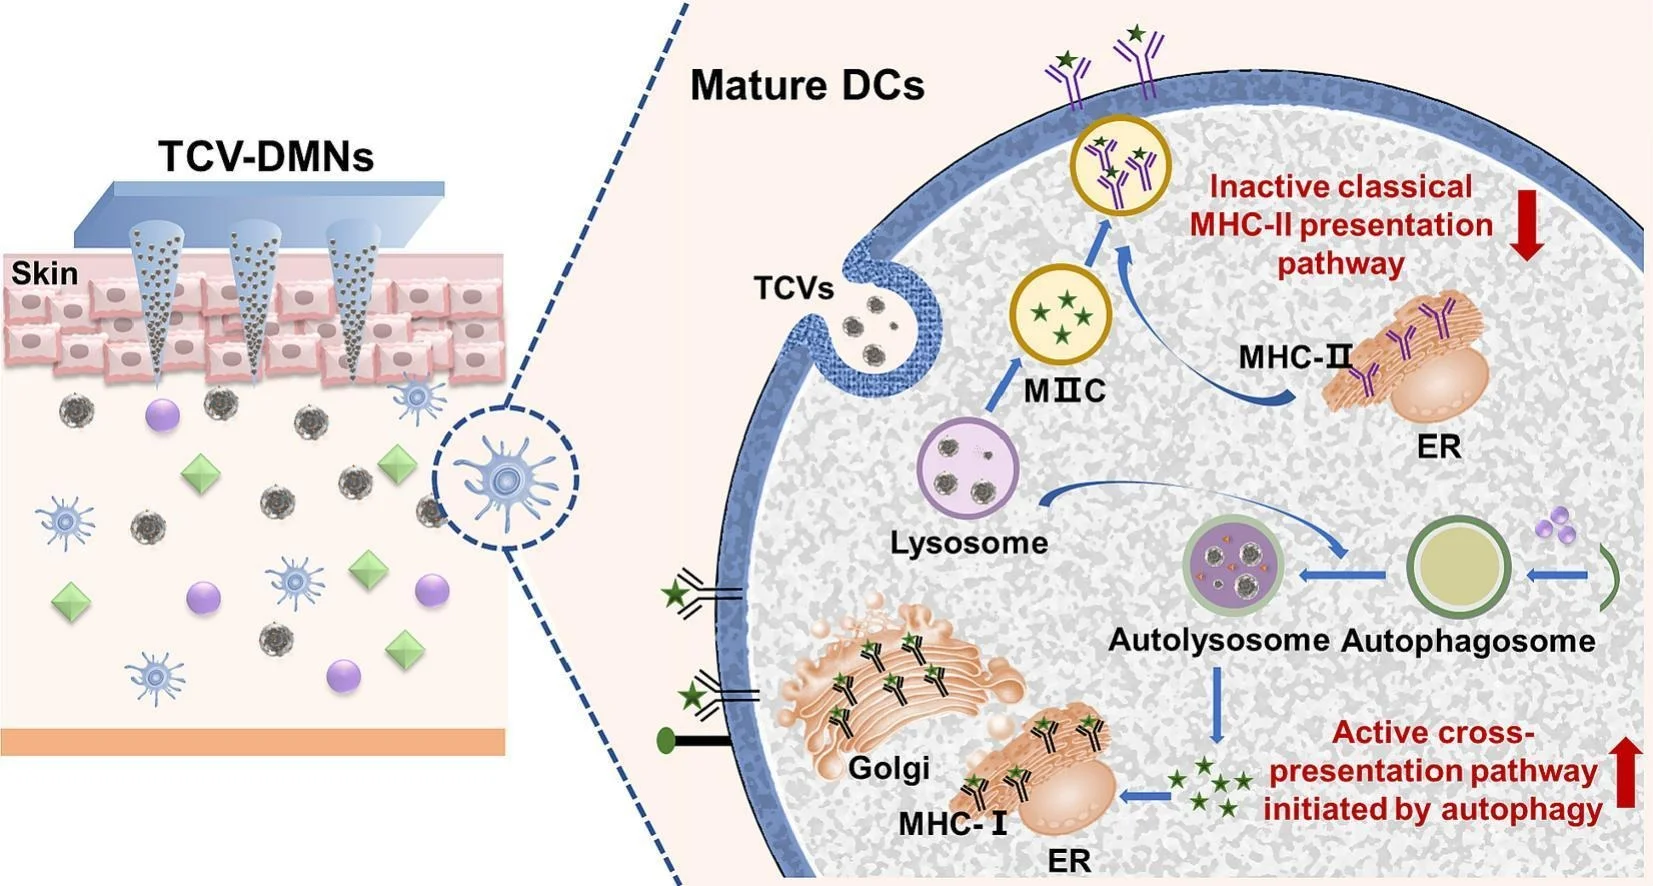 TCV-DMNs
Skin
Mature DCs
TCVs
Inactive classical
MHC-II presentation
pathway
MⅡC
MHC-Ⅱ
ER
Lysosome
Autolysosome
Autophagosome
Golgi
MHC-Ⅰ
ER
Active cross-
presentation pathway
initiated by autophagy